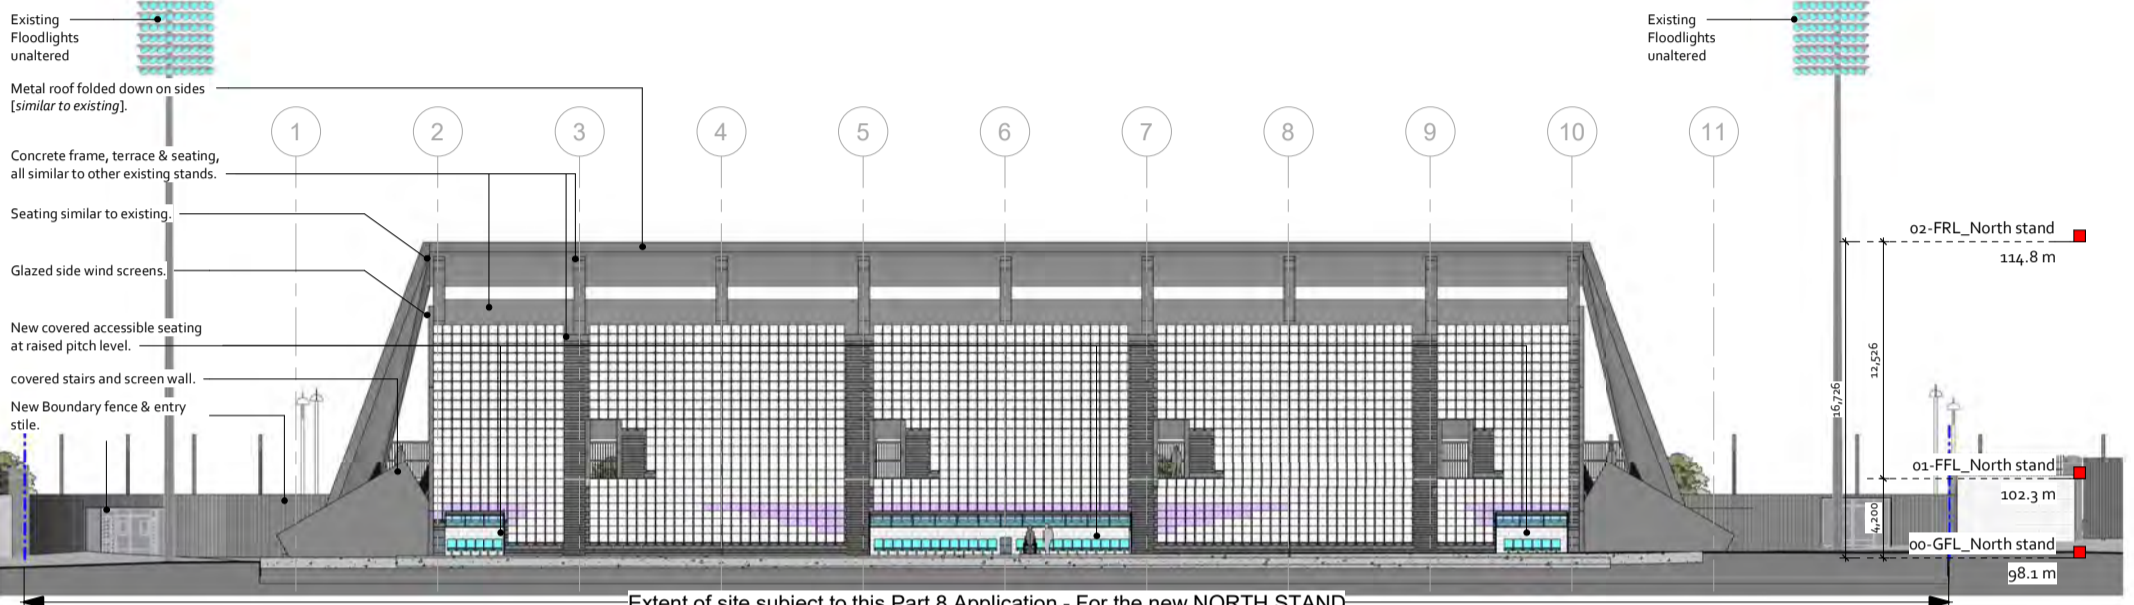 Existing
Floodlights
unaltered
Existing
Floodlights
unaltered
Metal roof folded down on sides
[similar to existing].
1
2
3
4
5
6
7
8
9
10
11
Concrete frame, terrace & seating,
all similar to other existing stands.
Seating similar to existing.
02-FRL_North stand
114.8 m
Glazed side wind screens.
New covered accessible seating
at raised pitch level.
12,526
16,726
covered stairs and screen wall.
New Boundary fence & entry
stile.
01-FFL_North stand
102.3 m
4,200
00-GFL_North stand
98.1 m
Extent of site subject to this Part 8 Application - For the new NORTH STAND